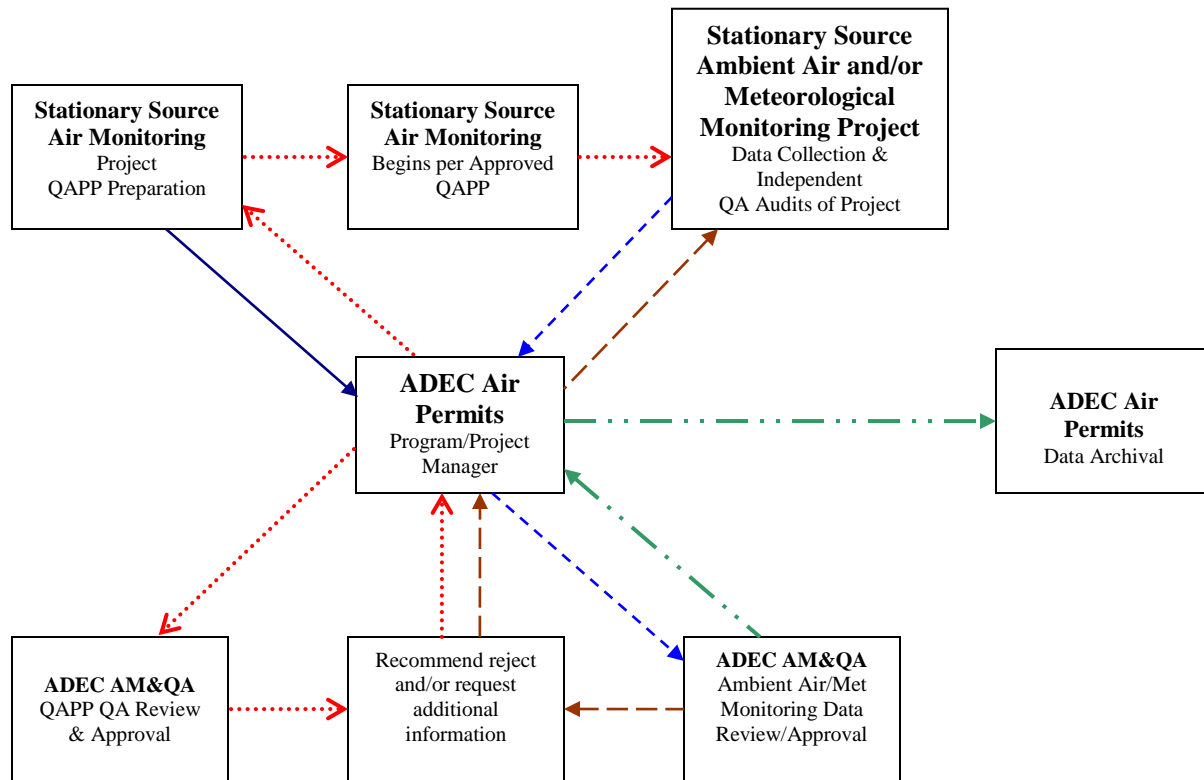 Stationary Source
Air Monitoring
Project
QAPP Preparation
Stationary Source
Air Monitoring
Begins per Approved
QAPP
Stationary Source
Ambient Air and/or
Meteorological
Monitoring Project
Data Collection &
Independent
QA Audits of Project
ADEC Air
Permits
Program/Project
Manager
ADEC Air
Permits
Data Archival
ADEC AM&QA
QAPP QA Review
& Approval
Recommend reject
and/or request
additional
information
ADEC AM&QA
Ambient Air/Met
Monitoring Data
Review/Approval